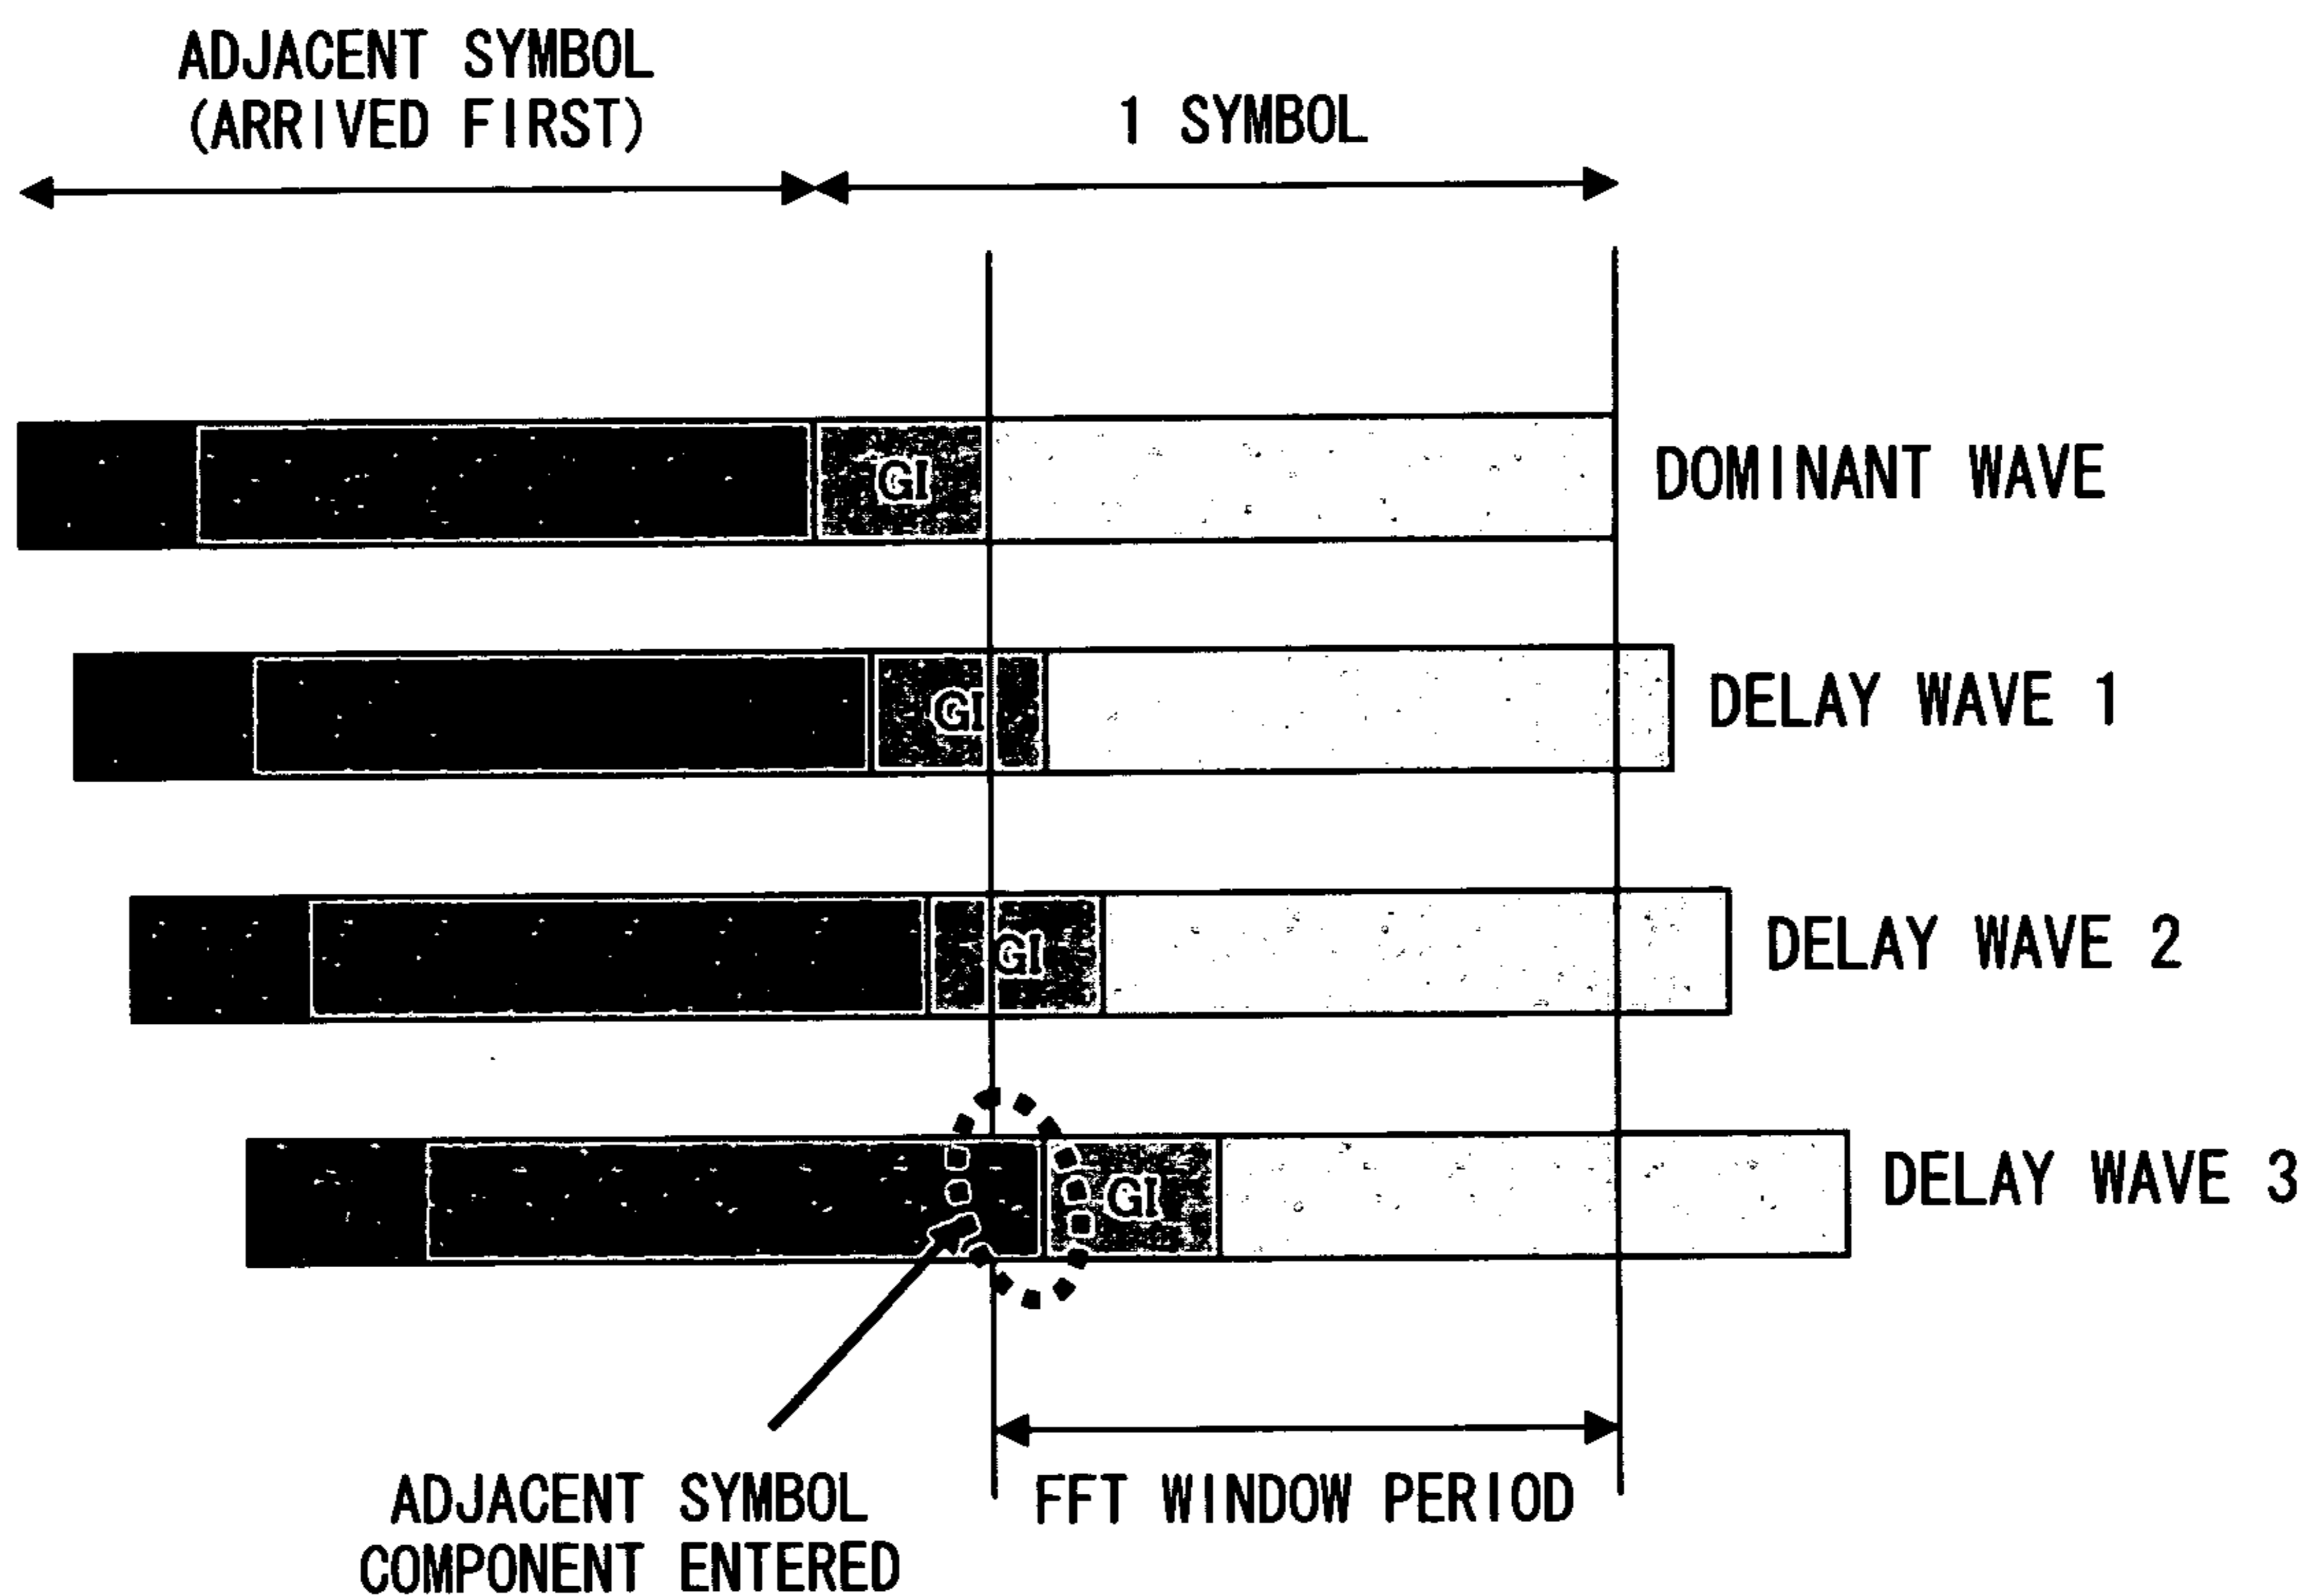 ADJACENT SYMBOL
(ARRIVED FIRST)
1 SYMBOL
GI
DOMINANT WAVE
GI
DELAY WAVE 1
GI
DELAY WAVE 2
GI
DELAY WAVE 3
ADJACENT SYMBOL
COMPONENT ENTERED
FFT WINDOW PERIOD